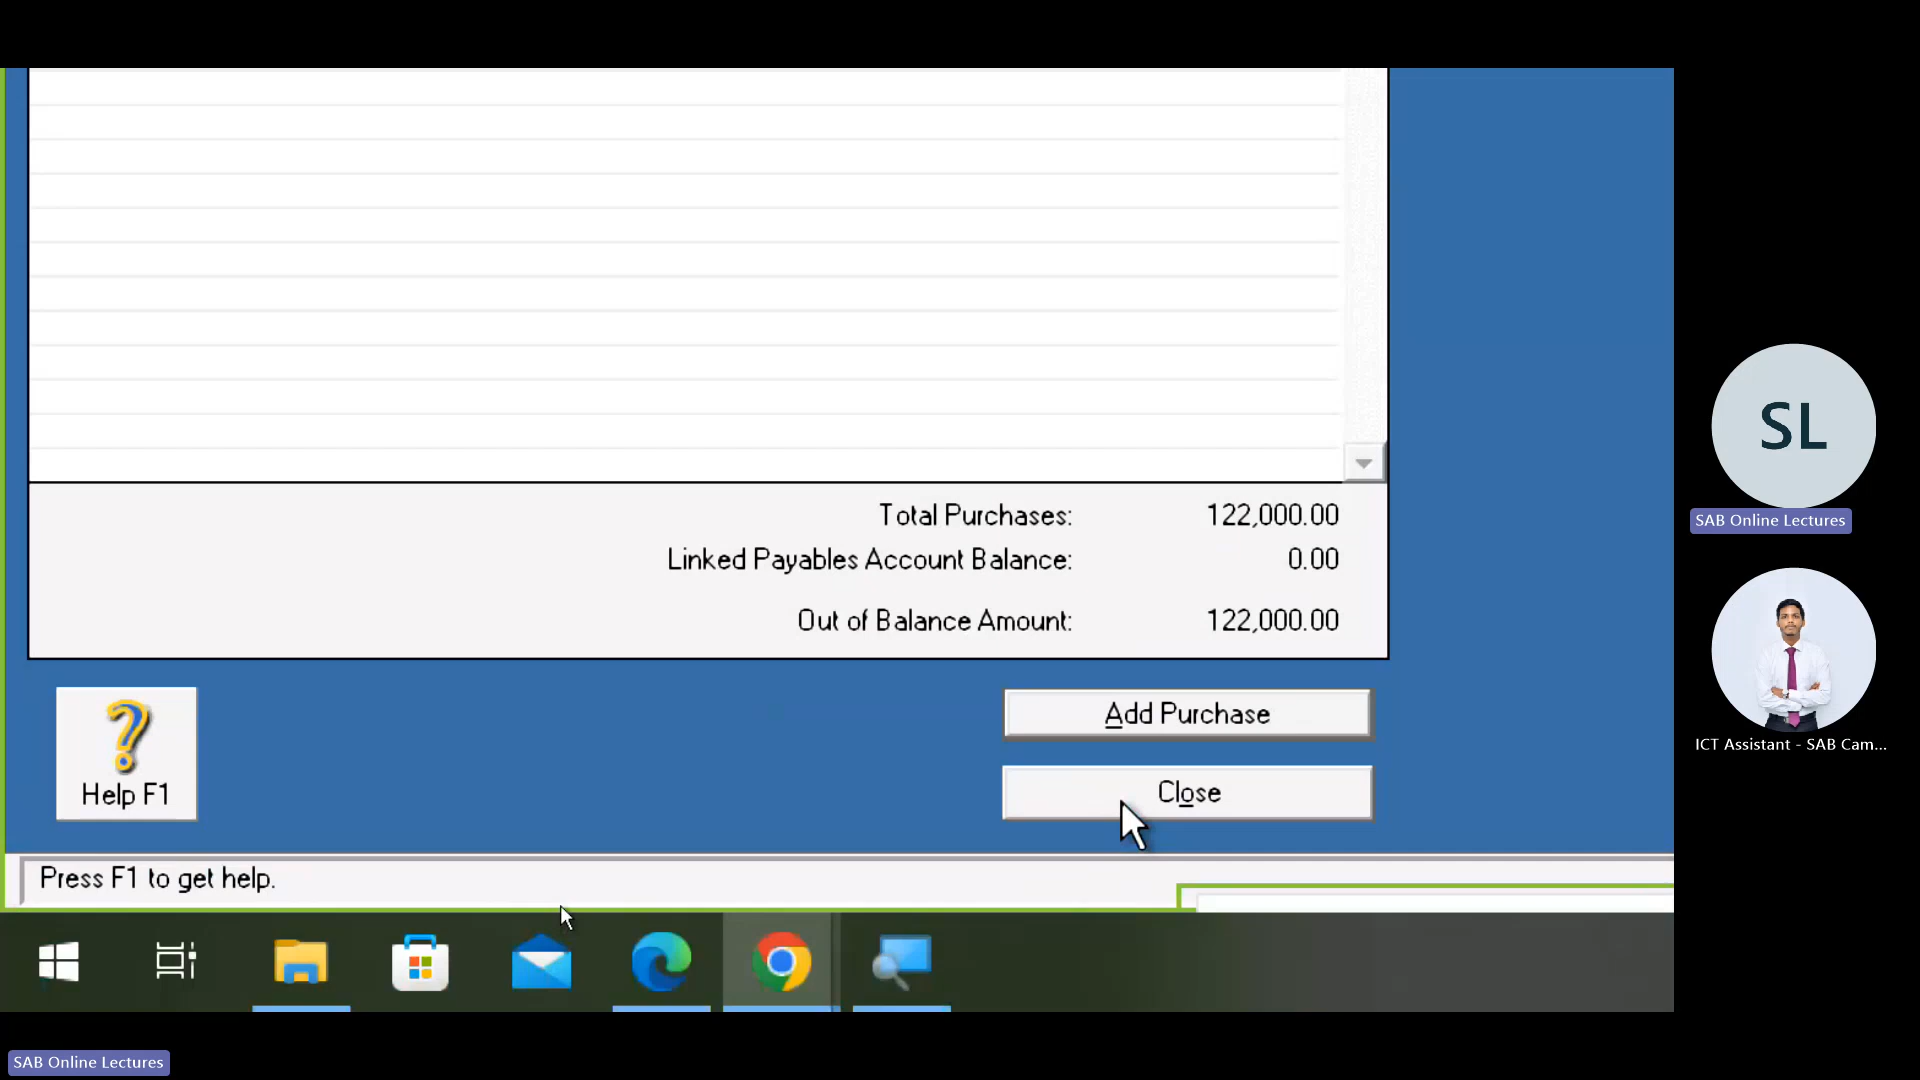 Total Purchases: 122,000.00
Linked Payables Account Balance: 0.00
Out of Balance Amount: 122,000.00
Help F1
Add Purchase
Close
Press F1 to get help.
SL
SAB Online Lectures
ICT Assistant - SAB Cam...
SAB Online Lectures